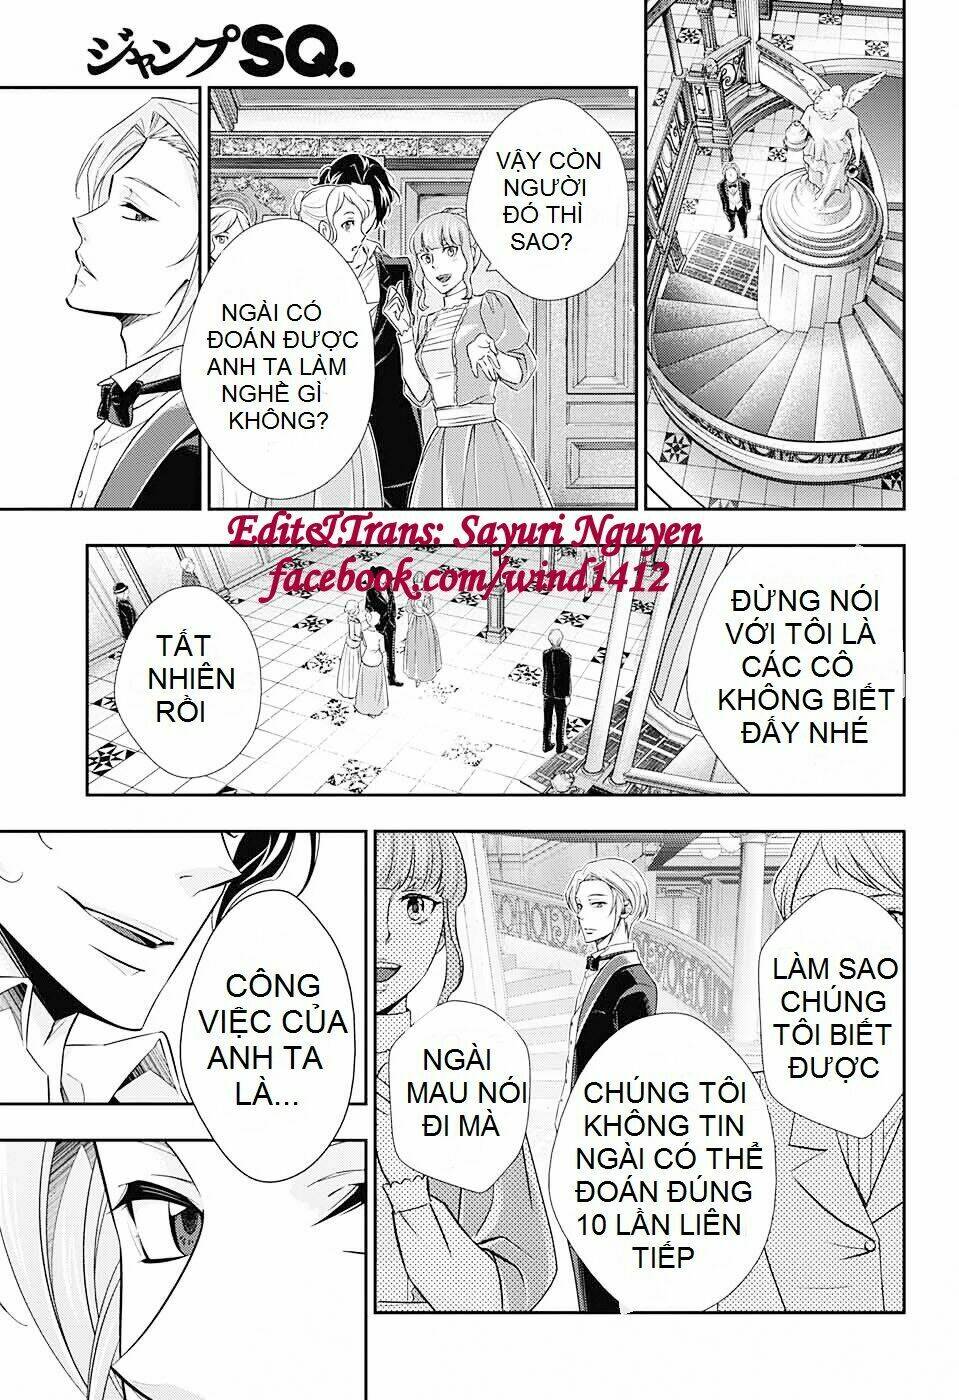 ジャンプSQ.
VẬY CÒN
NGƯỜI
ĐÓ THÌ
SAO?
NGÀI CÓ
ĐOÁN ĐƯỢC
ANH TA LÀM
NGHỀ GÌ
KHÔNG?
Edit&Trans: Sayuri Nguyen
facebook.com/wind1412
ĐỪNG NÓI
VỚI TÔI LÀ
CÁC CÔ
KHÔNG BIẾT
ĐẤY NHÉ
TẤT
NHIÊN
RỒI
LÀM SAO
CHÚNG
TÔI BIẾT
ĐƯỢC
CHÚNG TÔI
KHÔNG TIN
NGÀI CÓ THỂ
ĐOÁN ĐÚNG
10 LẦN LIÊN
TIẾP
NGÀI
MAU NÓI
ĐI MÀ
CÔNG
VIỆC CỦA
ANH TA
LÀ...